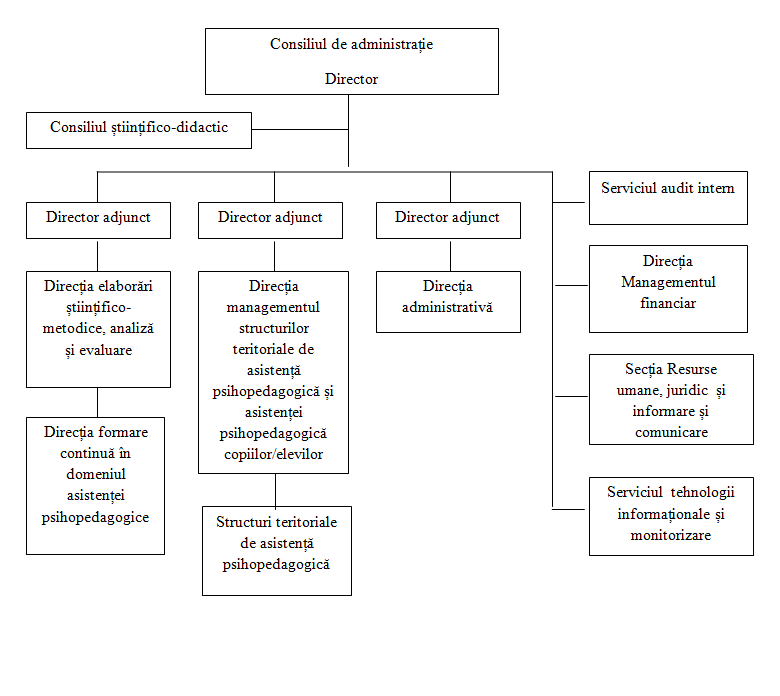 Consiliul de administrație
Director
Consiliul științifico-didactic
Director adjunct
Director adjunct
Director adjunct
Serviciul audit intern
Direcția
Managementul
financiar
Direcția elaborări
științifico-
metodice, analiză
și evaluare
Direcția
managementul
structurilor
teritoriale de
asistență
psihopedagogică și
asistenței
psihopedagogică
copiilor/elevilor
Direcția
administrativă
Secția Resurse
umane, juridic și
informare și
comunicare
Direcția formare
continuă în
domeniul
asistenței
psihopedagogice
Serviciul tehnologii
informaționale și
monitorizare
Structuri teritoriale
de asistență
psihopedagogică